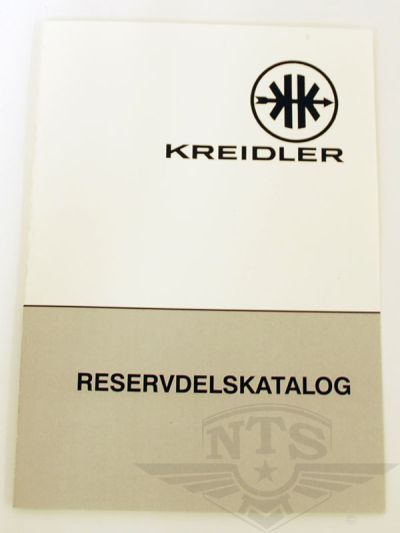 KREIDLER
RESERVDELSKATALOG
NTS
©